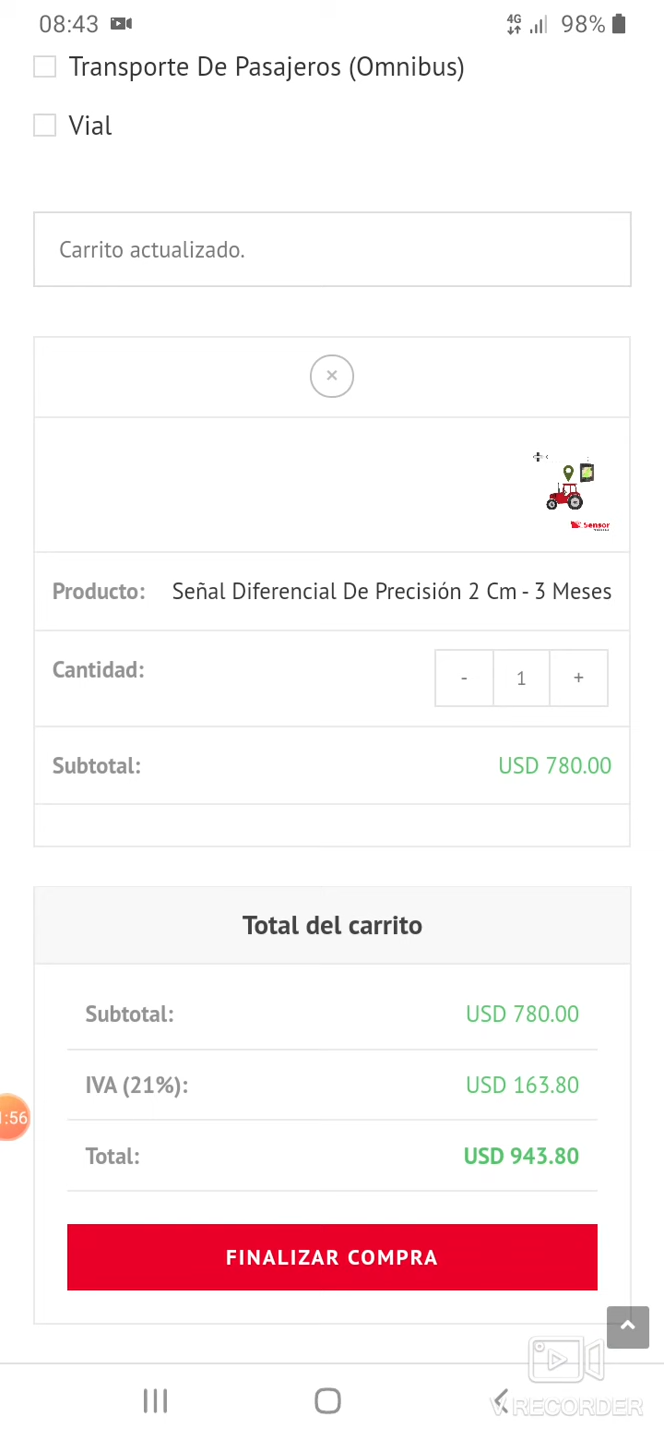 08:43
4G
98%
Transporte De Pasajeros (Omnibus)
Vial
Carrito actualizado.
×
Sensor
Producto: Señal Diferencial De Precisión 2 Cm - 3 Meses
Cantidad: - 1 +
Subtotal: USD 780.00
Total del carrito
Subtotal: USD 780.00
IVA (21%): USD 163.80
:56
Total: USD 943.80
FINALIZAR COMPRA
V RECORDER